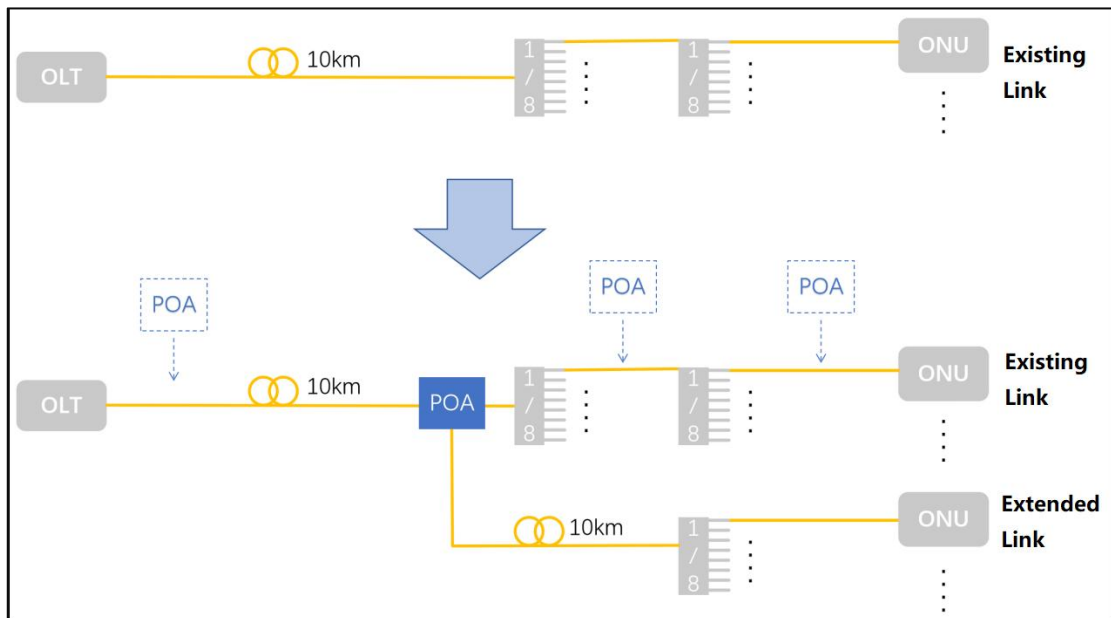 OLT
10km
1
/
8
1
/
8
ONU
Existing
Link
POA
POA
POA
OLT
10km
POA
1
/
8
1
/
8
ONU
Existing
Link
10km
1
/
8
ONU
Extended
Link